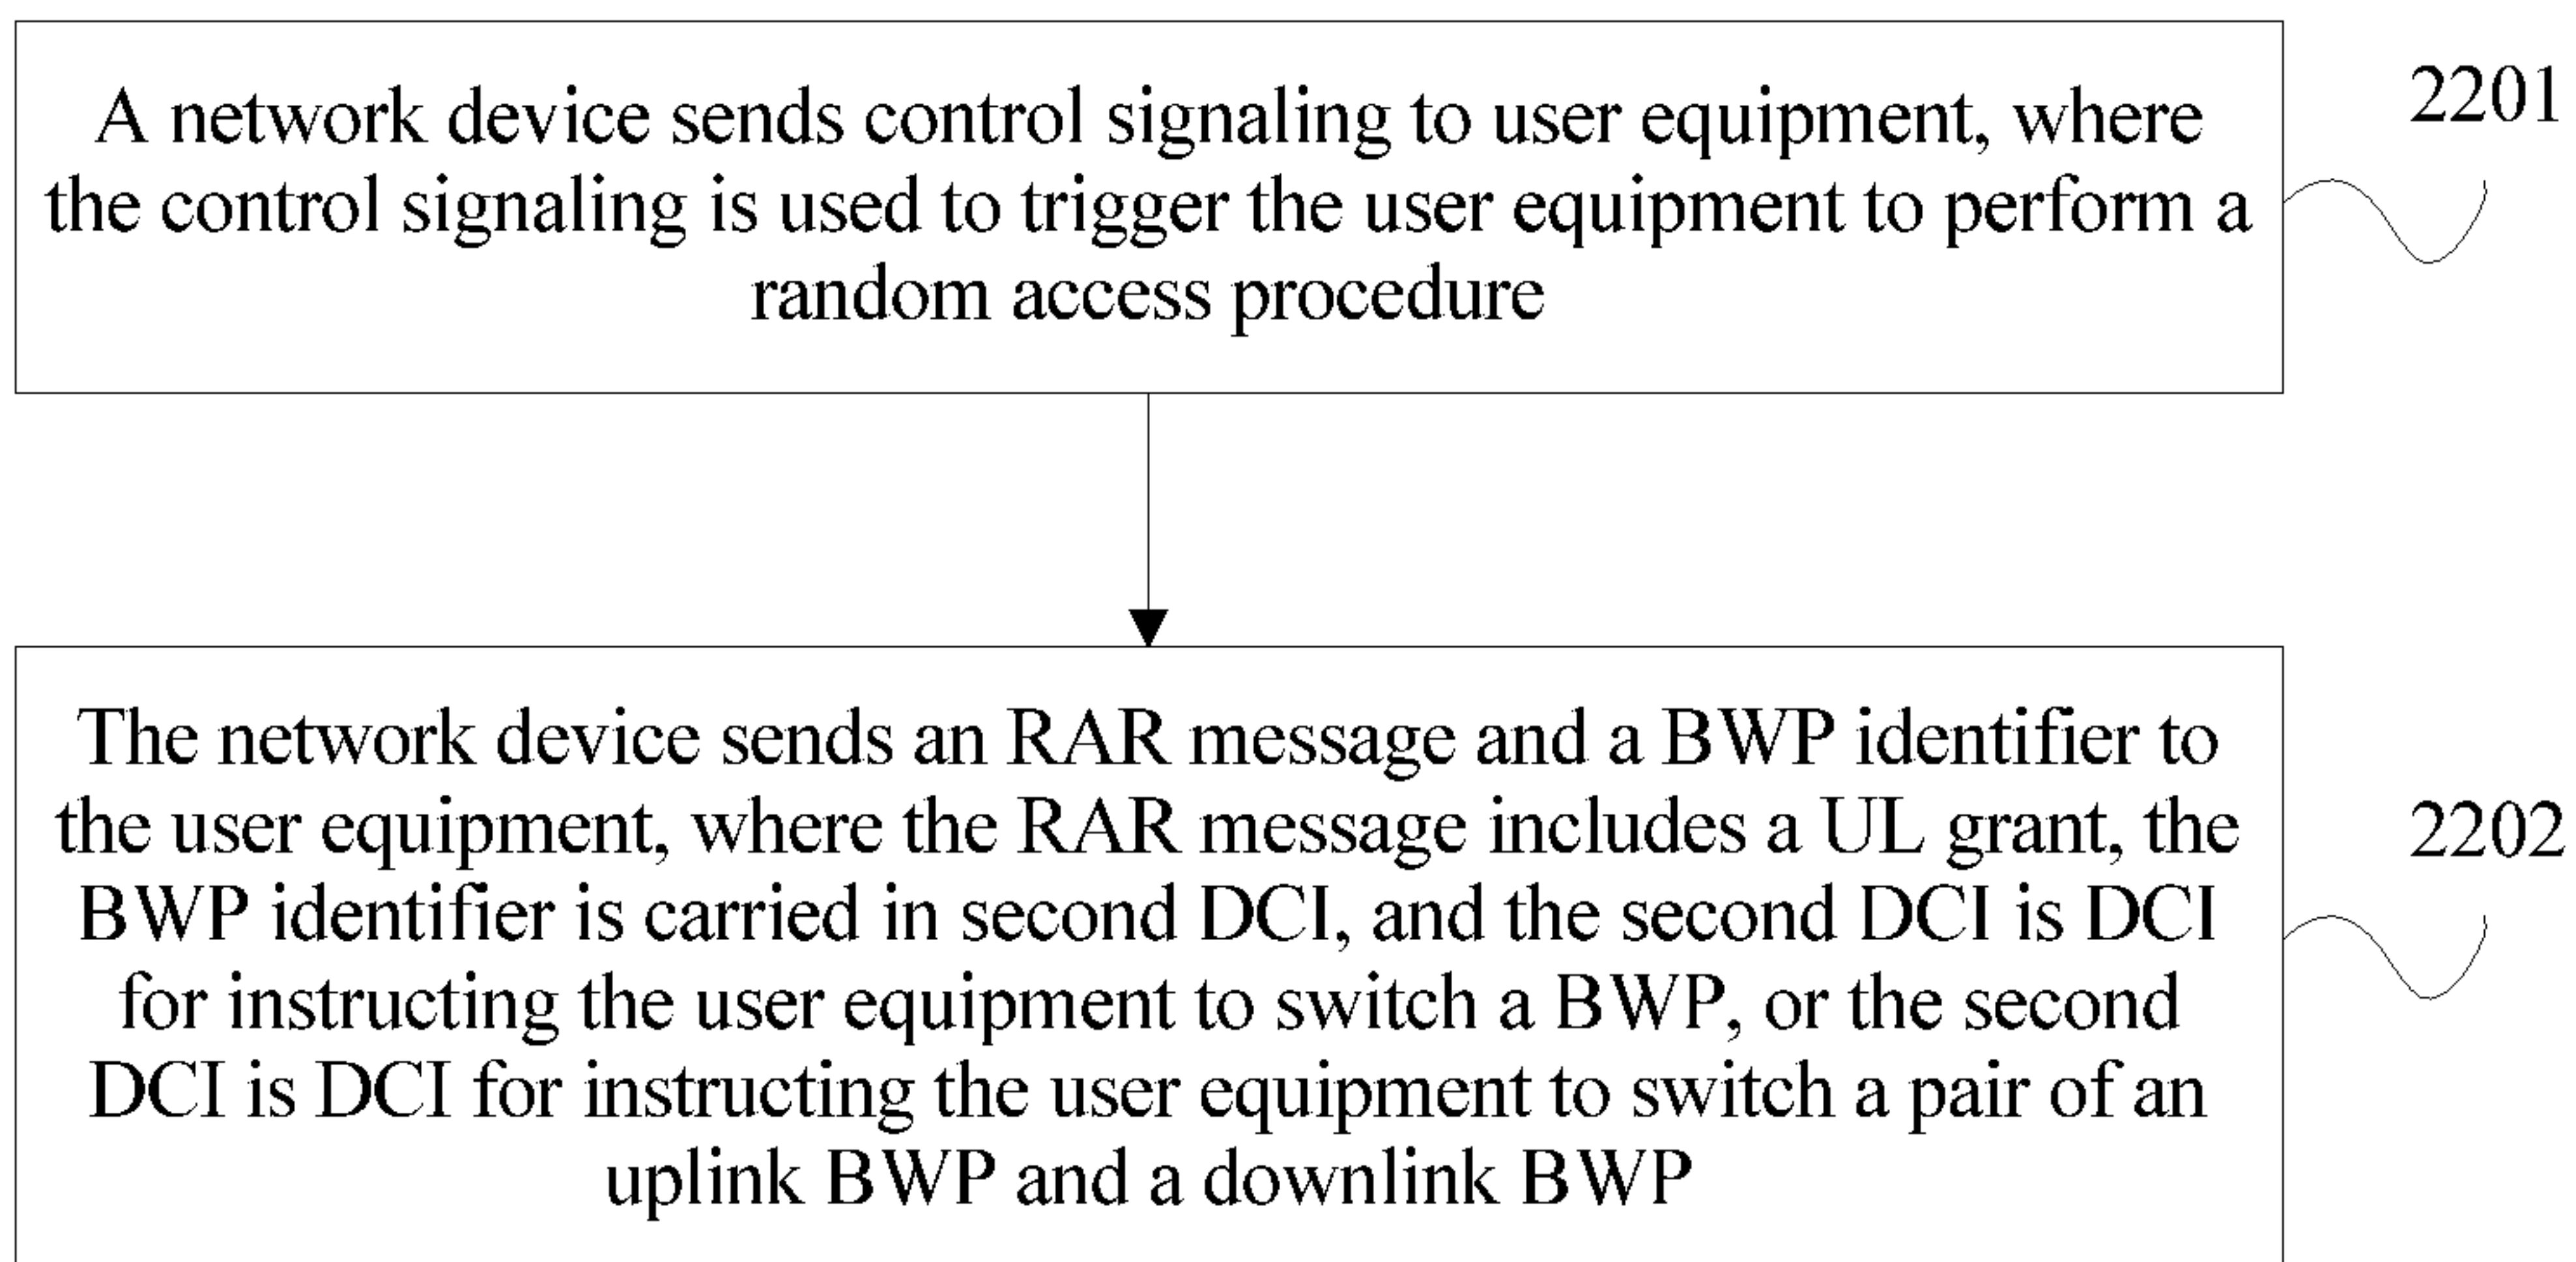 A network device sends control signaling to user equipment, where
the control signaling is used to trigger the user equipment to perform a
random access procedure
2201
The network device sends an RAR message and a BWP identifier to
the user equipment, where the RAR message includes a UL grant, the
BWP identifier is carried in second DCI, and the second DCI is DCI
for instructing the user equipment to switch a BWP, or the second
DCI is DCI for instructing the user equipment to switch a pair of an
uplink BWP and a downlink BWP
2202